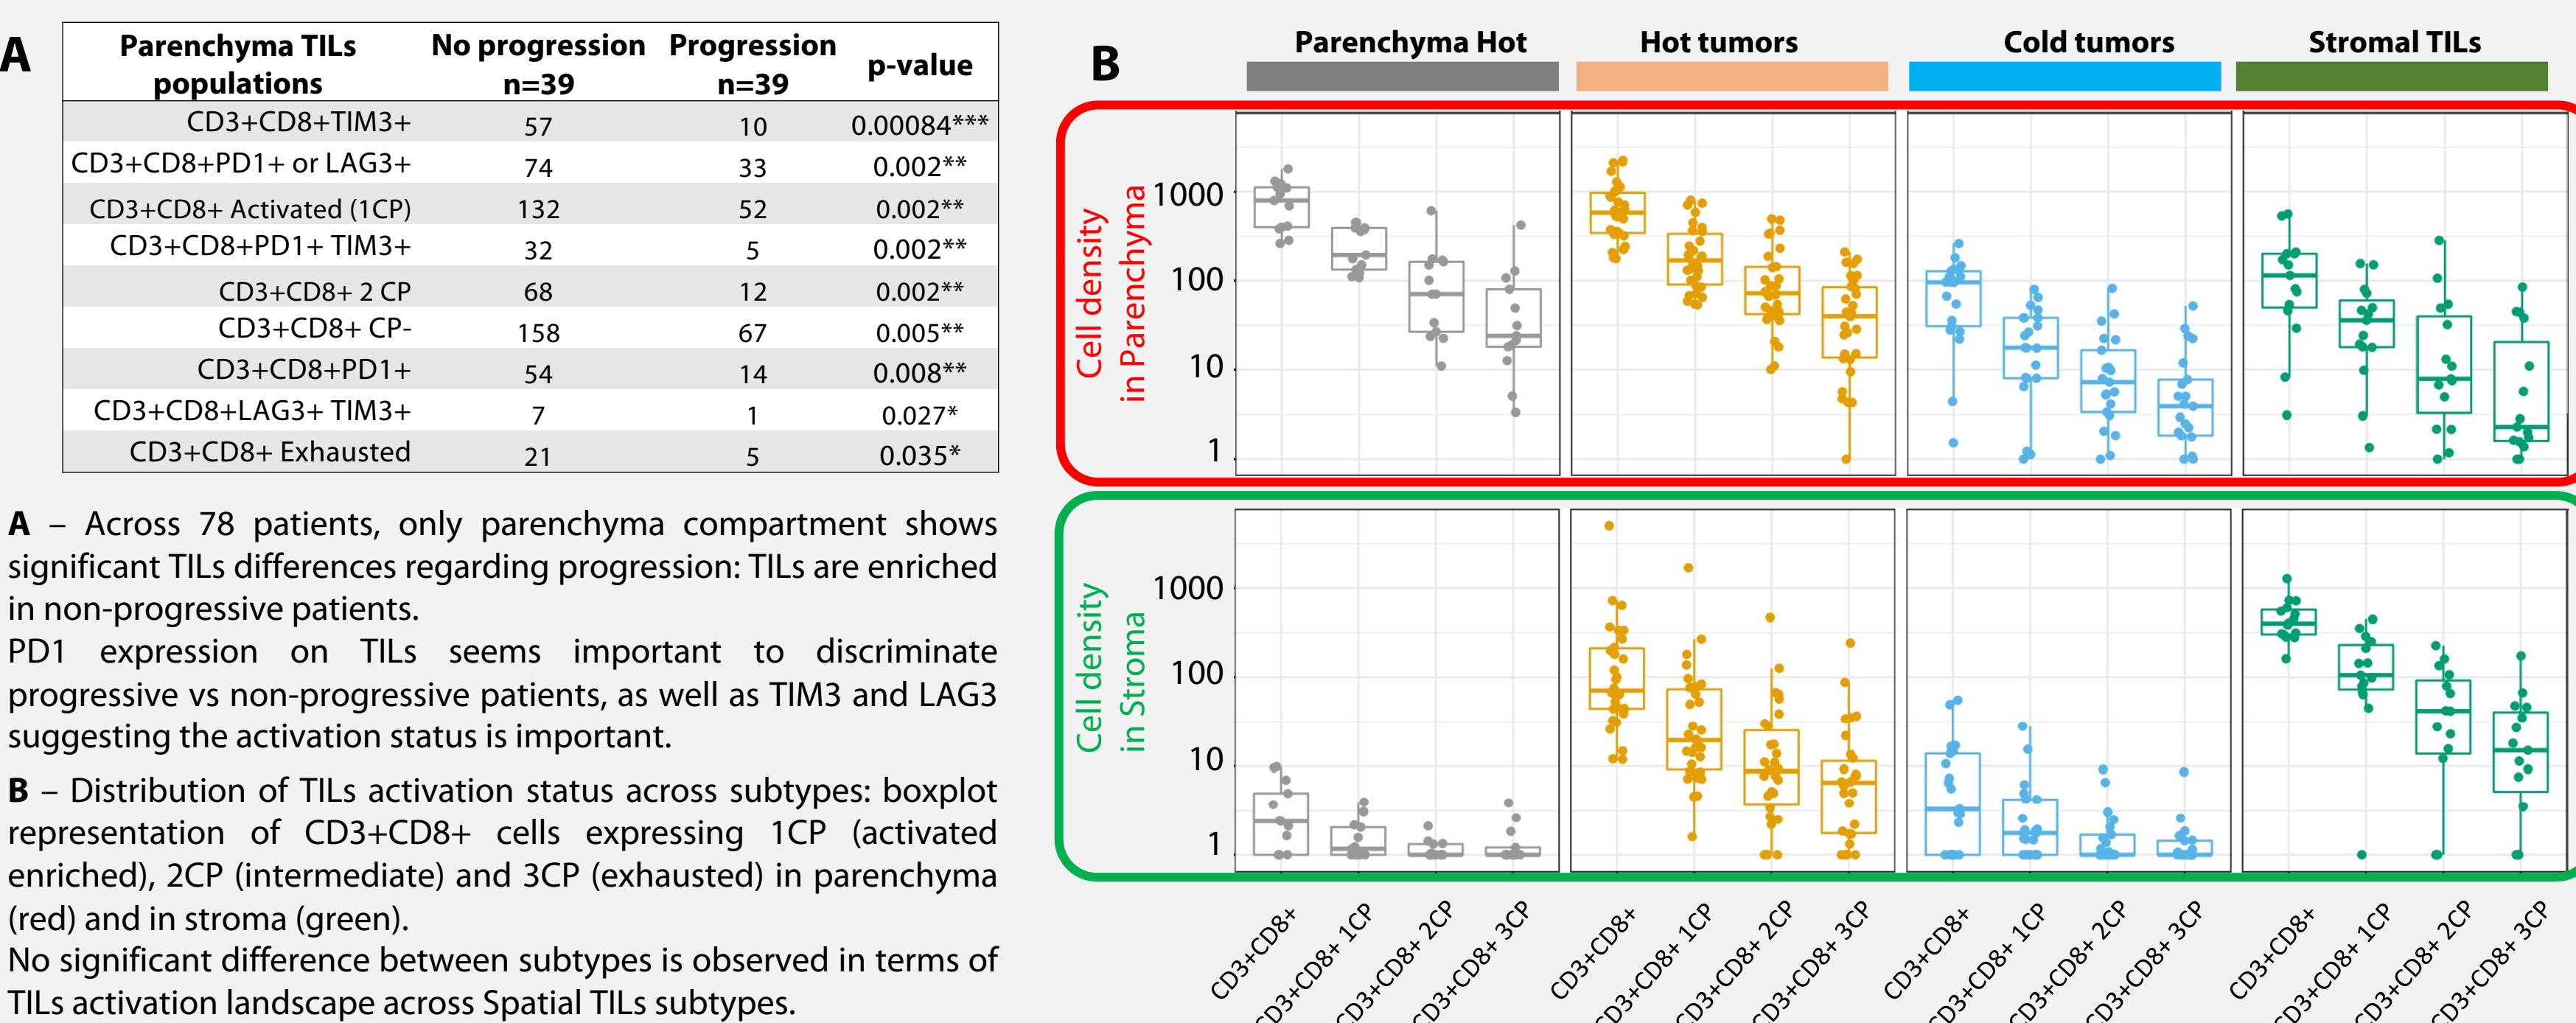 A
Parenchyma TILs populations
No progression n=39
Progression n=39
p-value
CD3+CD8+TIM3+ 57 10 0.00084***
CD3+CD8+PD1+ or LAG3+ 74 33 0.002**
CD3+CD8+ Activated (1CP) 132 52 0.002**
CD3+CD8+PD1+ TIM3+ 32 5 0.002**
CD3+CD8+ 2 CP 68 12 0.002**
CD3+CD8+ CP- 158 67 0.005**
CD3+CD8+PD1+ 54 14 0.008**
CD3+CD8+LAG3+ TIM3+ 7 1 0.027*
CD3+CD8+ Exhausted 21 5 0.035*
A – Across 78 patients, only parenchyma compartment shows
significant TILs differences regarding progression: TILs are enriched
in non-progressive patients.
PD1 expression on TILs seems important to discriminate
progressive vs non-progressive patients, as well as TIM3 and LAG3
suggesting the activation status is important.
B – Distribution of TILs activation status across subtypes: boxplot
representation of CD3+CD8+ cells expressing 1CP (activated
enriched), 2CP (intermediate) and 3CP (exhausted) in parenchyma
(red) and in stroma (green).
No significant difference between subtypes is observed in terms of
TILs activation landscape across Spatial TILs subtypes.
B
Parenchyma Hot
Hot tumors
Cold tumors
Stromal TILs
Cell density
in Parenchyma
1000
100
10
1
Cell density
in Stroma
1000
100
10
1
CD3+CD8+
CD3+CD8+ 1CP
CD3+CD8+ 2CP
CD3+CD8+ 3CP
CD3+CD8+
CD3+CD8+ 1CP
CD3+CD8+ 2CP
CD3+CD8+ 3CP
CD3+CD8+
CD3+CD8+ 1CP
CD3+CD8+ 2CP
CD3+CD8+ 3CP
CD3+CD8+
CD3+CD8+ 1CP
CD3+CD8+ 2CP
CD3+CD8+ 3CP